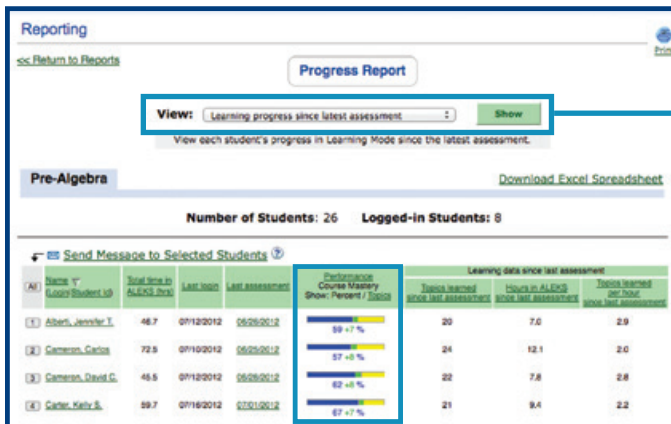 Reporting
<< Return to Reports
Print
Progress Report
View: Learning progress since latest assessment Show
View each student's progress in Learning Mode since the latest assessment.
Pre-Algebra
Download Excel Spreadsheet
Number of Students: 26 Logged-in Students: 8
Send Message to Selected Students
Learning data since last assessment
All Name (Login|Student Id) Total time in ALEKS (hrs) Last login Last assessment Performance Course Mastery Show: Percent / Topics Topics learned since last assessment Hours in ALEKS since last assessment Topics learned per hour since last assessment
1 Alberti, Jennifer T. 46.7 07/12/2012 06/26/2012 59 +7 % 20 7.0 2.9
2 Cameron, Carlos 72.5 07/10/2012 06/25/2012 57 +8 % 24 12.1 2.0
3 Cameron, David C. 45.5 07/12/2012 06/26/2012 62 +8 % 22 7.8 2.8
4 Carter, Kelly S. 59.7 07/16/2012 07/01/2012 67 +7 % 21 9.4 2.2